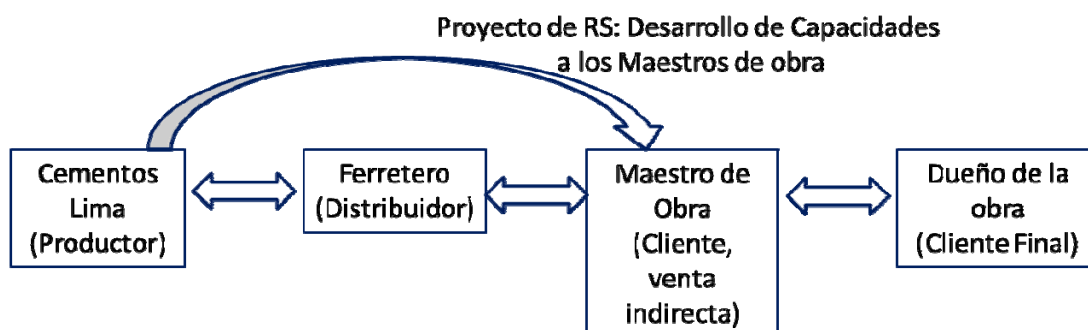 Proyecto de RS: Desarrollo de Capacidades
a los Maestros de obra
Cementos
Lima
(Productor)
Ferretero
(Distribuidor)
Maestro de
Obra
(Cliente,
venta
indirecta)
Dueño de la
obra
(Cliente Final)